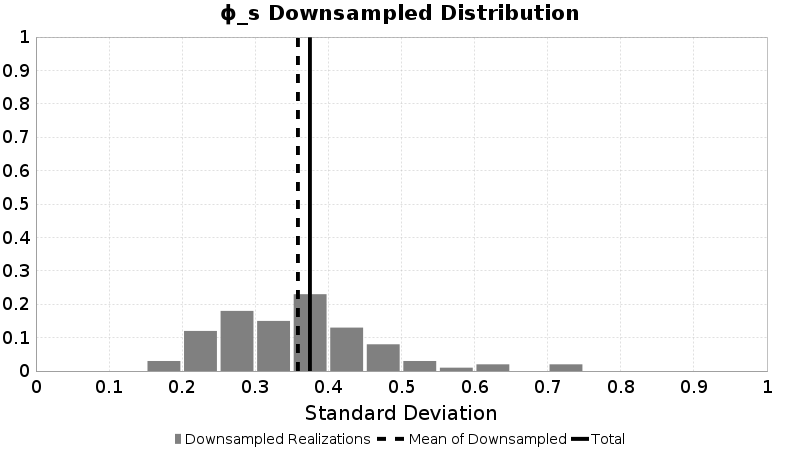 ϕ_s Downsampled Distribution
1
0.9
0.8
0.7
0.6
0.5
0.4
0.3
0.2
0.1
0
0 0.1 0.2 0.3 0.4 0.5 0.6 0.7 0.8 0.9 1
Standard Deviation
Downsampled Realizations Mean of Downsampled Total